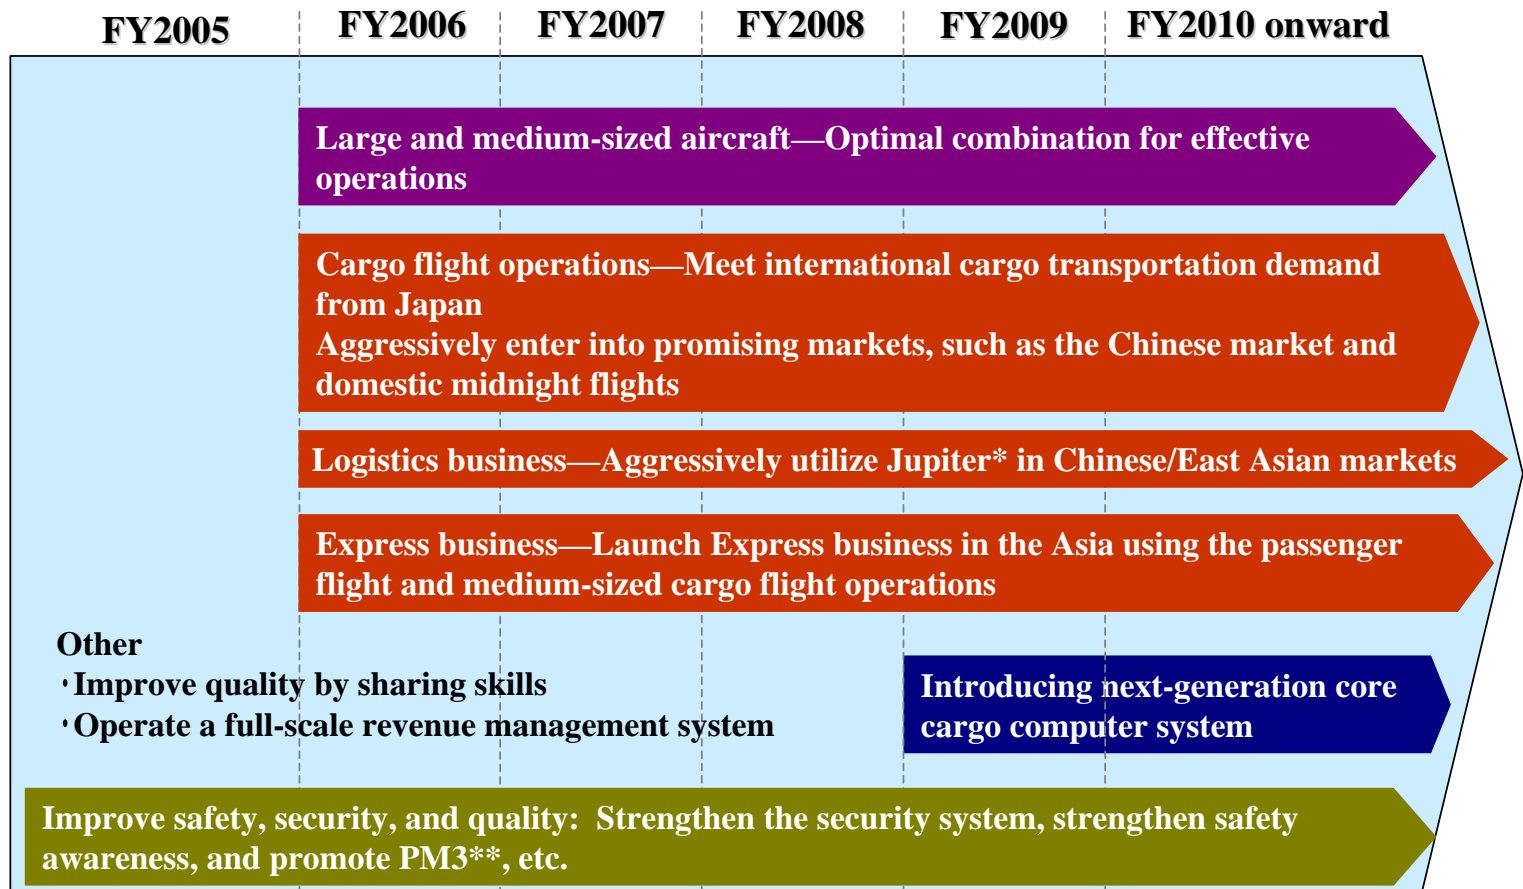 FY2005 FY2006 FY2007 FY2008 FY2009 FY2010 onward
Large and medium-sized aircraft—Optimal combination for effective
operations
Cargo flight operations—Meet international cargo transportation demand
from Japan
Aggressively enter into promising markets, such as the Chinese market and
domestic midnight flights
Logistics business—Aggressively utilize Jupiter* in Chinese/East Asian markets
Express business—Launch Express business in the Asia using the passenger
flight and medium-sized cargo flight operations
Other
・Improve quality by sharing skills
・Operate a full-scale revenue management system
Introducing next-generation core
cargo computer system
Improve safety, security, and quality:  Strengthen the security system, strengthen safety
awareness, and promote PM3**, etc.